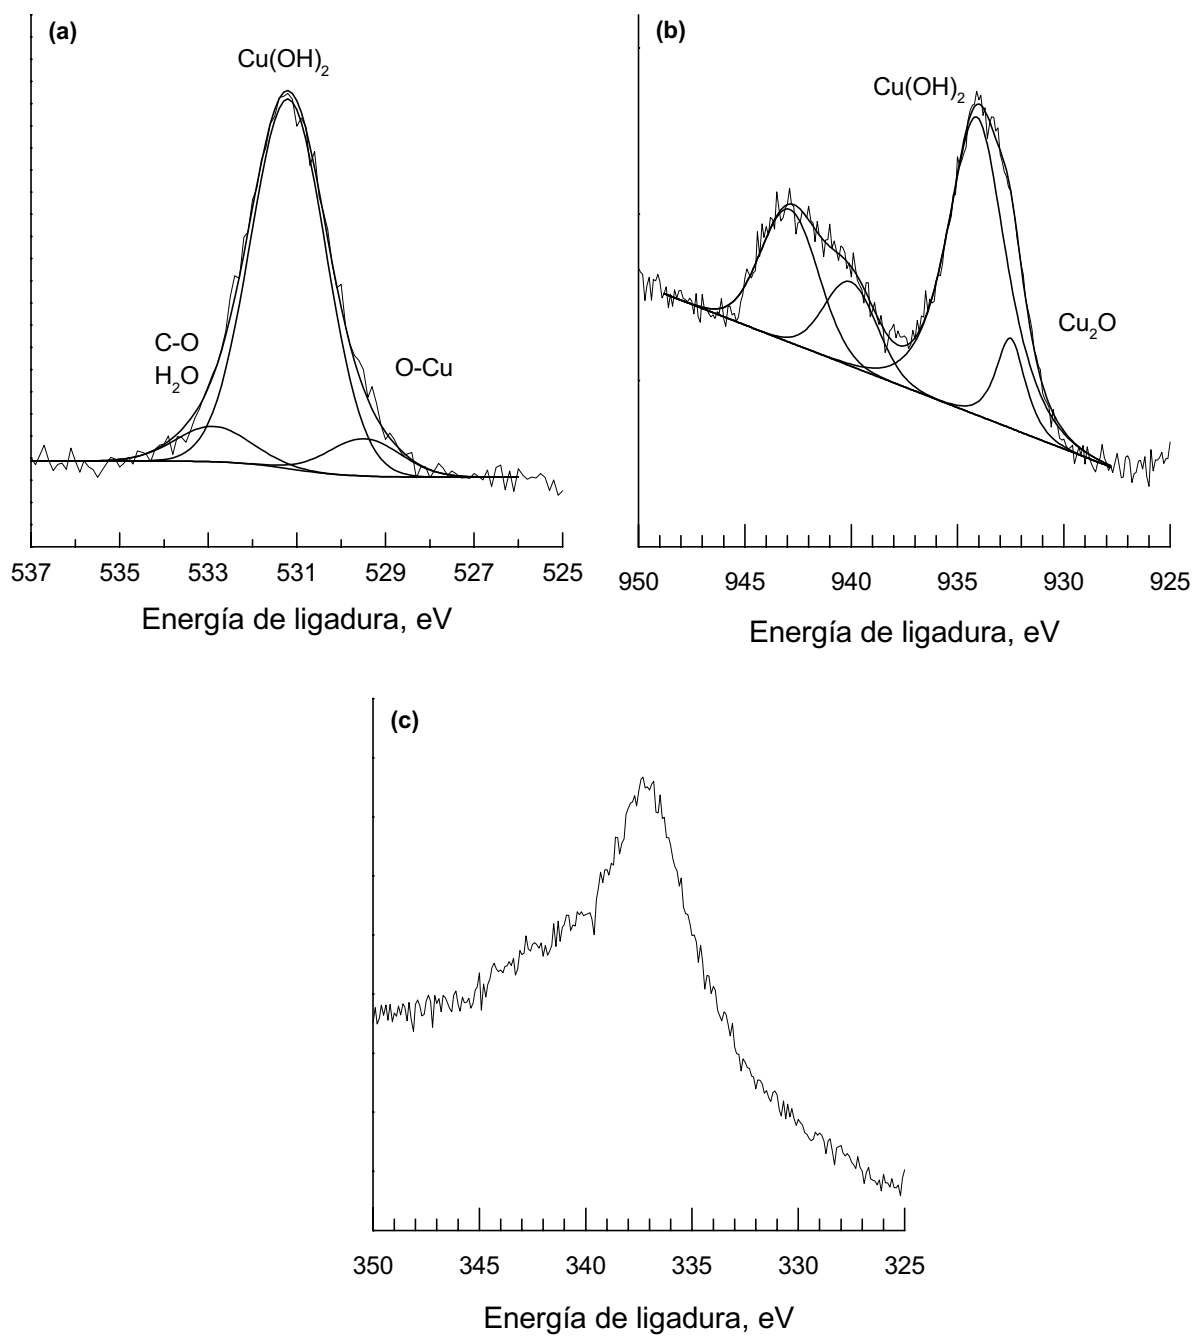 (a)
Cu(OH)₂
C-O
H₂O
O-Cu
537 535 533 531 529 527 525
Energía de ligadura, eV
(b)
Cu(OH)₂
Cu₂O
950 945 940 935 930 925
Energía de ligadura, eV
(c)
350 345 340 335 330 325
Energía de ligadura, eV